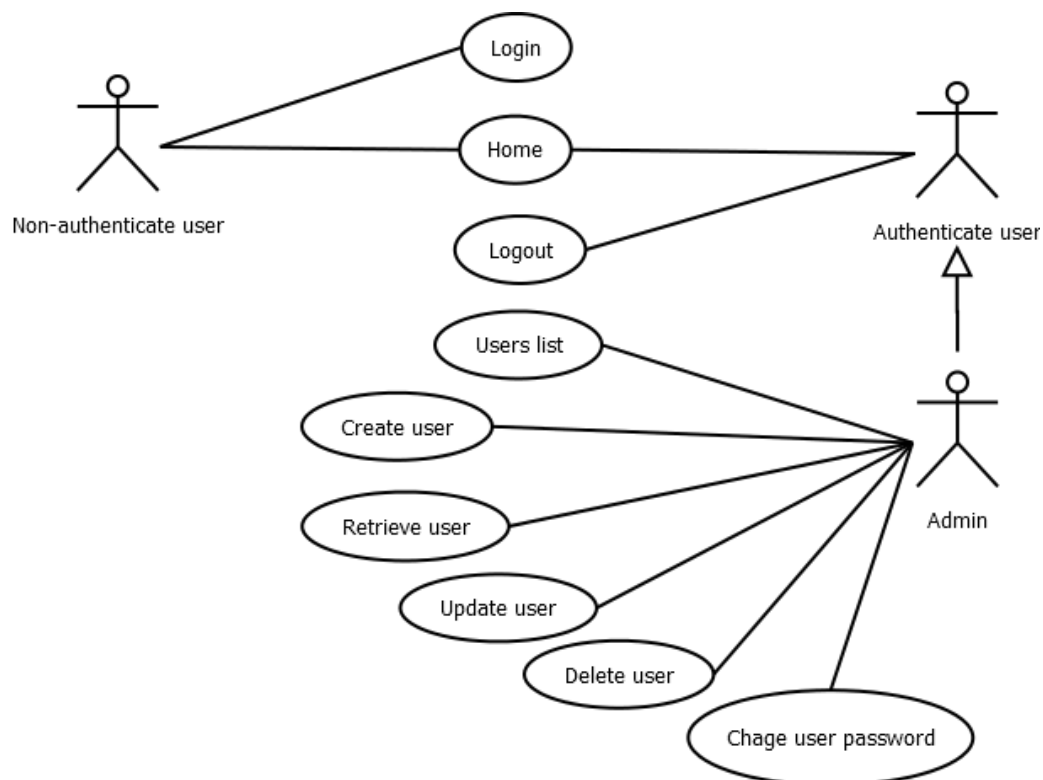 Login
Home
Non-authenticate user
Authenticate user
Logout
Users list
Create user
Retrieve user
Admin
Update user
Delete user
Chage user password